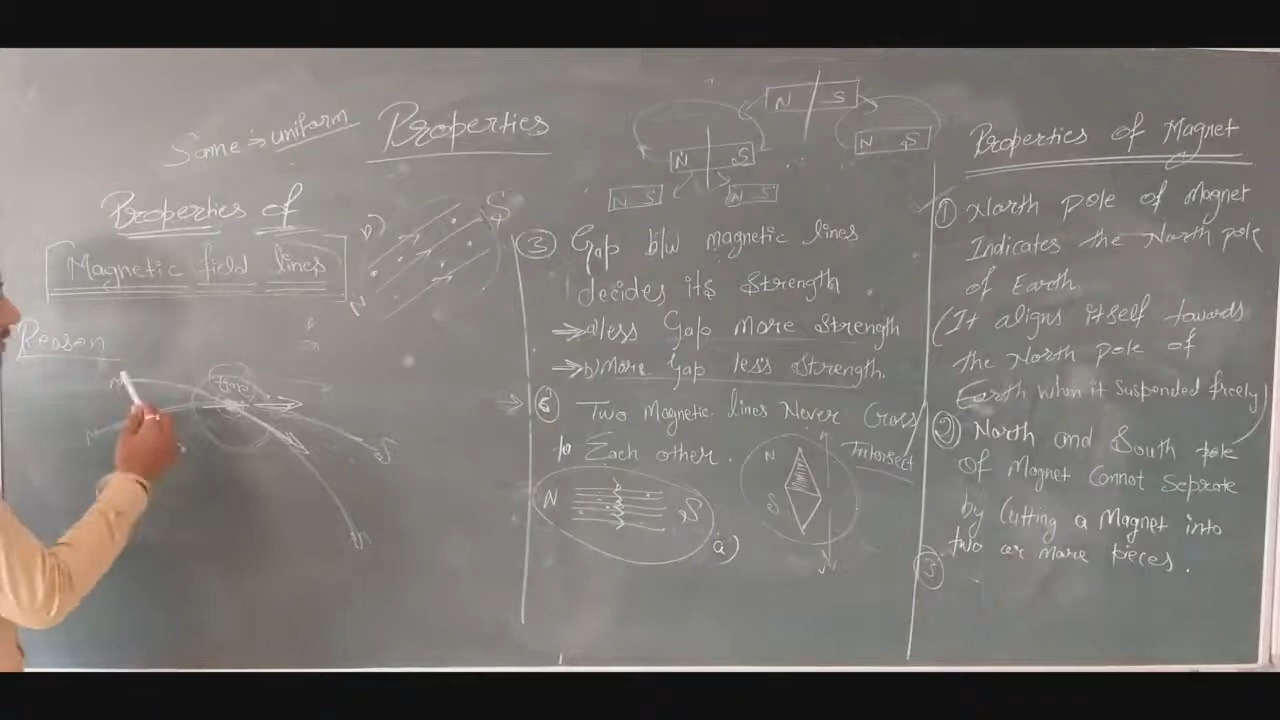 Same → uniform
Properties
Properties of
Magnetic field lines
b)
N
S
Reason
time
N
S
N
S
N S
N S
N S
N S
N S
③ Gap b/w magnetic lines
decides its Strength
⇒ a) less Gap more Strength
⇒ b) More gap less Strength.
→ ④ Two Magnetic lines Never Cross
to Each other.
Intersect
N
S
a)
N
S
Properties of Magnet
① North pole of Magnet
Indicates the North pole
of Earth.
(It aligns itself towards
the North pole of
Earth when it suspended freely)
② North and South pole
of Magnet Connot Seprate
by Cutting a Magnet into
two or more pieces.
③